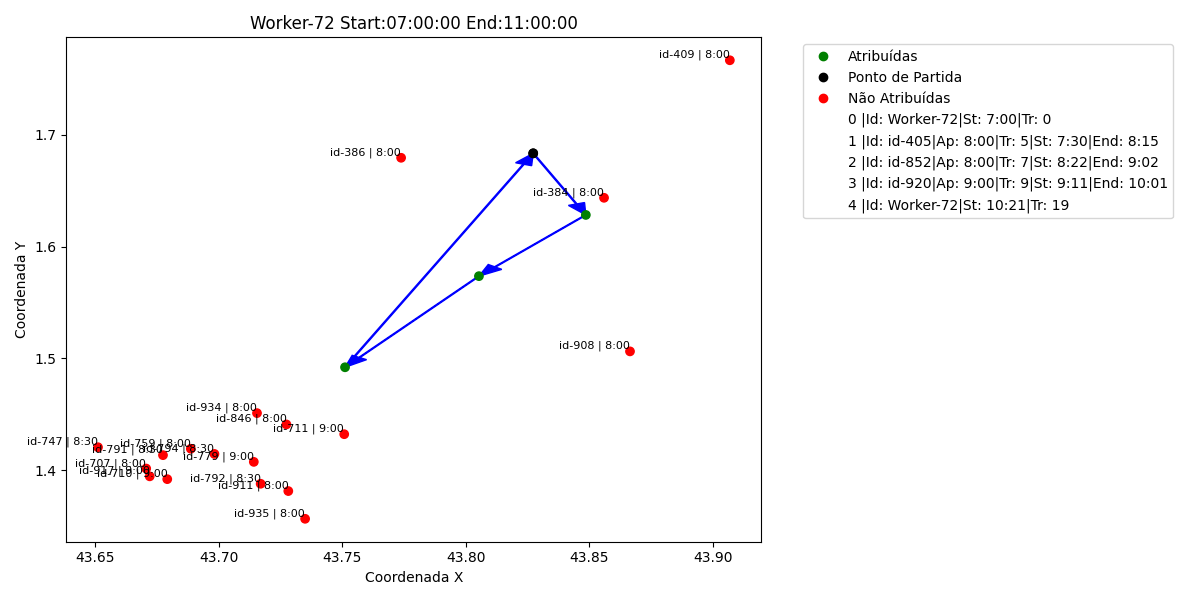 Worker-72 Start:07:00:00 End:11:00:00
id-409 | 8:00
id-386 | 8:00
id-384 | 8:00
id-908 | 8:00
id-934 | 8:00
id-846 | 8:00
id-711 | 9:00
id-747 | 8:30
id-759 | 8:00
id-791 | 8:30
id-794 | 8:30
id-779 | 9:00
id-707 | 8:00
id-710 | 9:00
id-792 | 8:30
id-911 | 8:00
id-935 | 8:00
1.7
1.6
1.5
1.4
Coordenada Y
43.65 43.70 43.75 43.80 43.85 43.90
Coordenada X
Atribuídas
Ponto de Partida
Não Atribuídas
0 |Id: Worker-72|St: 7:00|Tr: 0
1 |Id: id-405|Ap: 8:00|Tr: 5|St: 7:30|End: 8:15
2 |Id: id-852|Ap: 8:00|Tr: 7|St: 8:22|End: 9:02
3 |Id: id-920|Ap: 9:00|Tr: 9|St: 9:11|End: 10:01
4 |Id: Worker-72|St: 10:21|Tr: 19